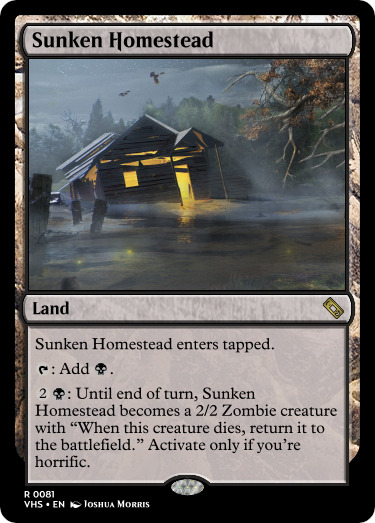 Sunken Homestead
Land
Sunken Homestead enters tapped.
: Add .
2 : Until end of turn, Sunken
Homestead becomes a 2/2 Zombie creature
with “When this creature dies, return it to
the battlefield.” Activate only if you’re
horrific.
R 0081
VHS • EN Joshua Morris